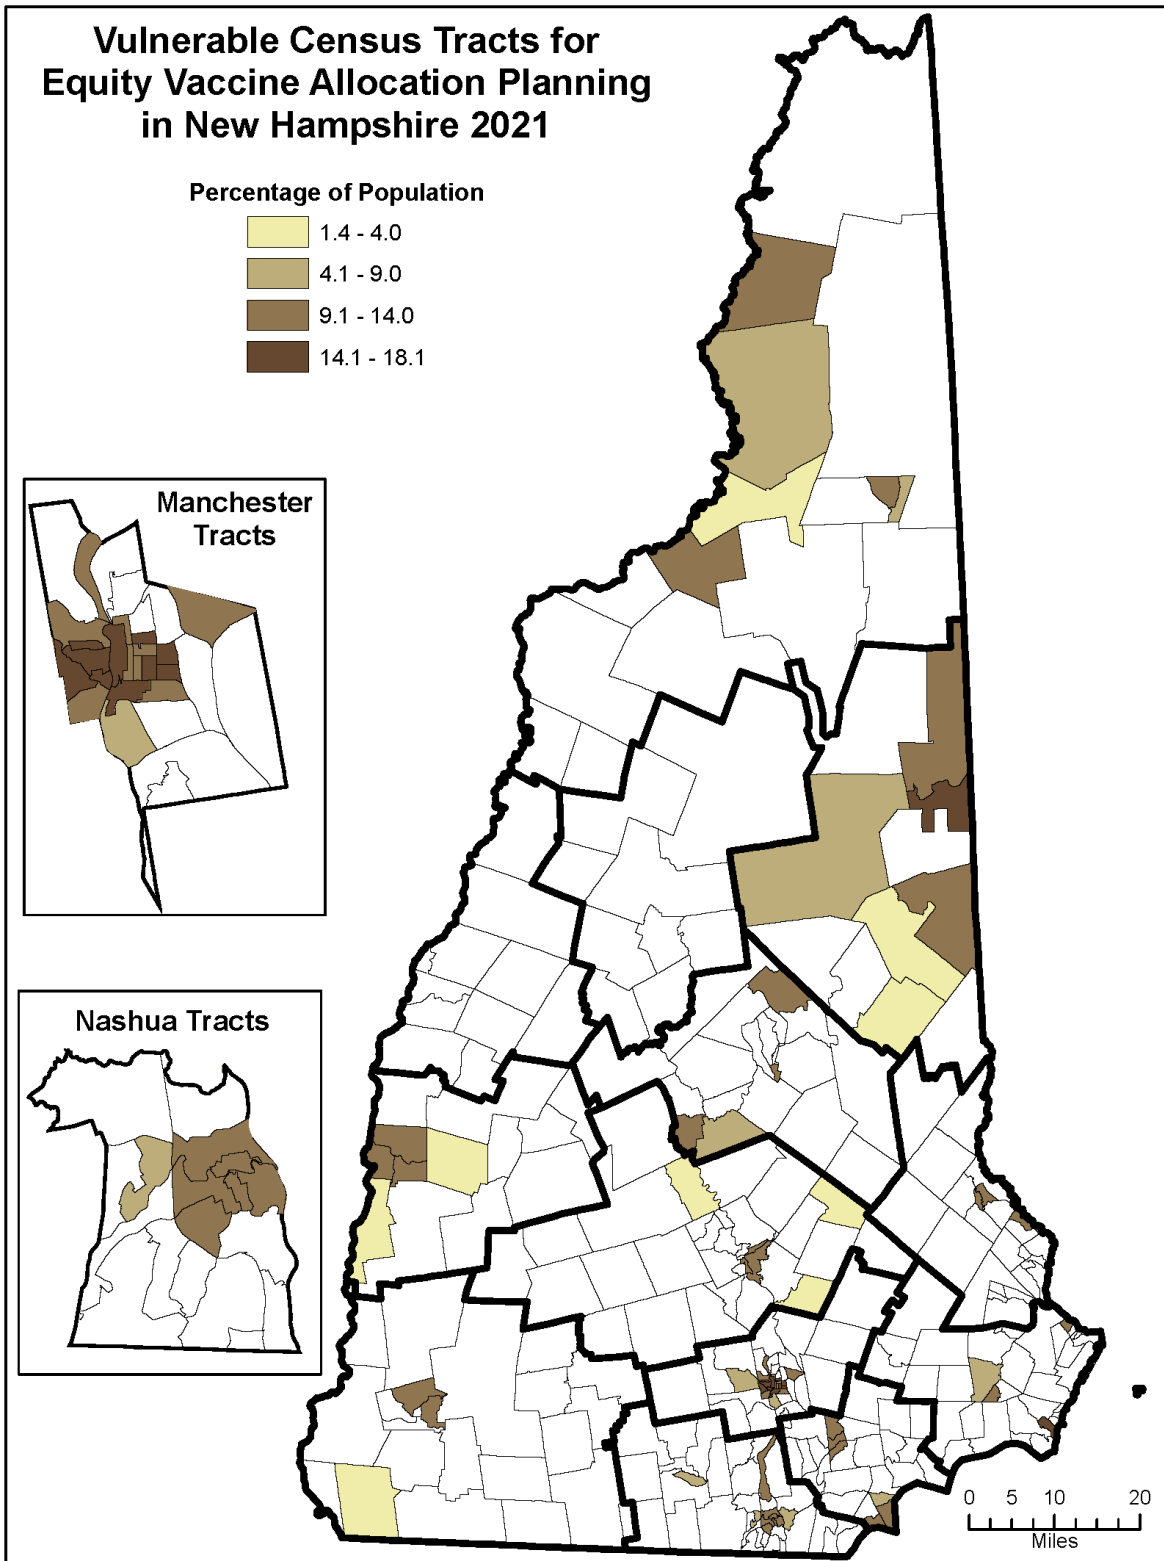 Vulnerable Census Tracts for
Equity Vaccine Allocation Planning
in New Hampshire 2021
Percentage of Population
1.4 - 4.0
4.1 - 9.0
9.1 - 14.0
14.1 - 18.1
Manchester
Tracts
Nashua Tracts
0 5 10 20
Miles